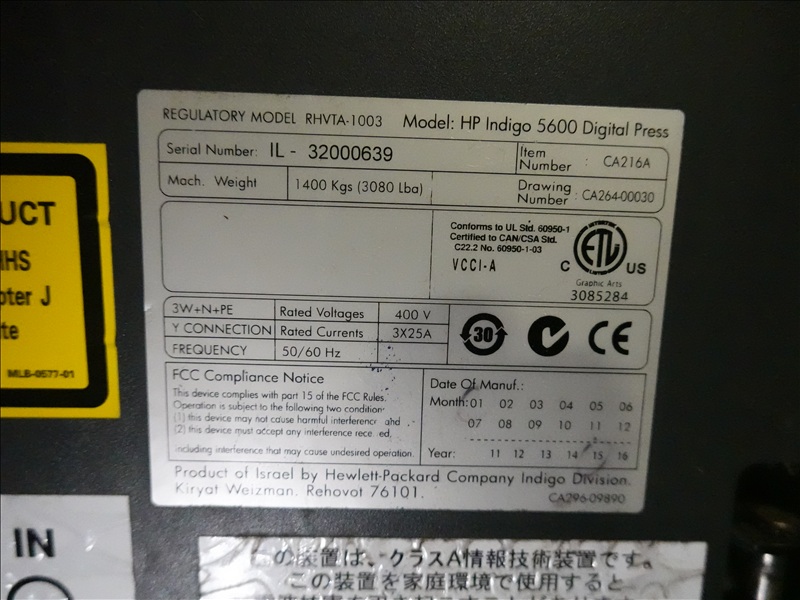 REGULATORY MODEL RHVTA-1003 Model: HP Indigo 5600 Digital Press
Serial Number: IL - 32000639 Item Number : CA216A
Mach. Weight 1400 Kgs (3080 Lba) Drawing Number : CA264-00030
Conforms to UL Std. 60950-1
Certified to CAN/CSA Std.
C22.2 No. 60950-1-03
VCCI-A
C ETL US
Graphic Arts
3085284
3W+N+PE Rated Voltages 400 V
Y CONNECTION Rated Currents 3X25A
FREQUENCY 50/60 Hz
30
CE
FCC Compliance Notice
This device complies with part 15 of the FCC Rules.
Operation is subject to the following two condition
(1) this device may not cause harmful interferenc and
(2) this device must accept any interference rece ed,
including interference that may cause undesired operation.
Date Of Manuf.:
Month: 01 02 03 04 05 06
07 08 09 10 11 12
Year: 11 12 13 14 15 16
Product of Israel by Hewlett-Packard Company Indigo Division.
Kiryat Weizman. Rehovot 76101.
CA296-09890
UCT
HS
pter J
te
MLB-0577-01
IN
この装置は、クラスA情報技術装置です。
この装置を家庭環境で使用すると